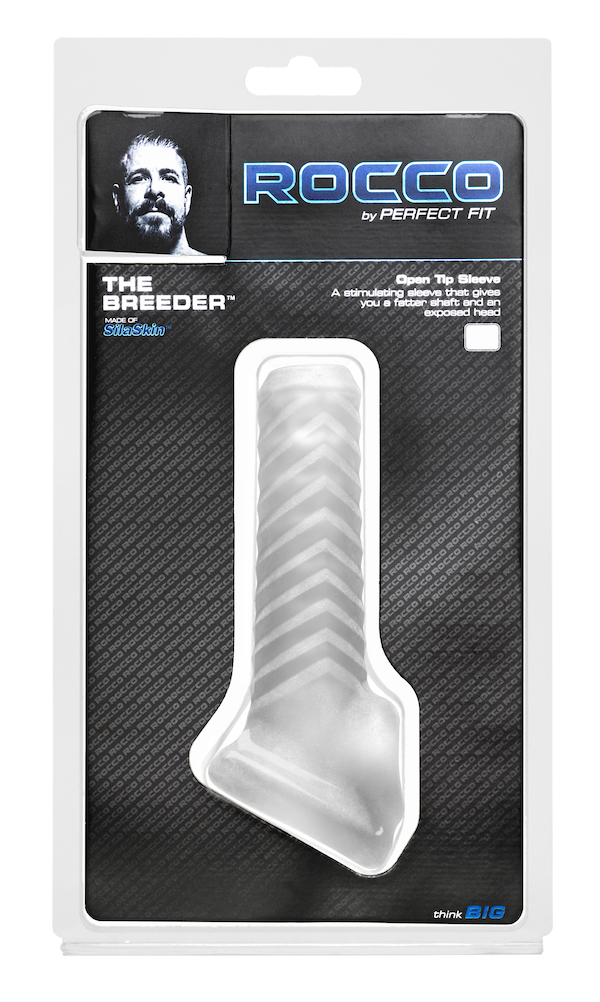 ROCCO
by PERFECT FIT
THE
BREEDER™
MADE OF
SilaSkin™
Open Tip Sleeve
A stimulating sleeve that gives
you a fatter shaft and an
exposed head
think BIG